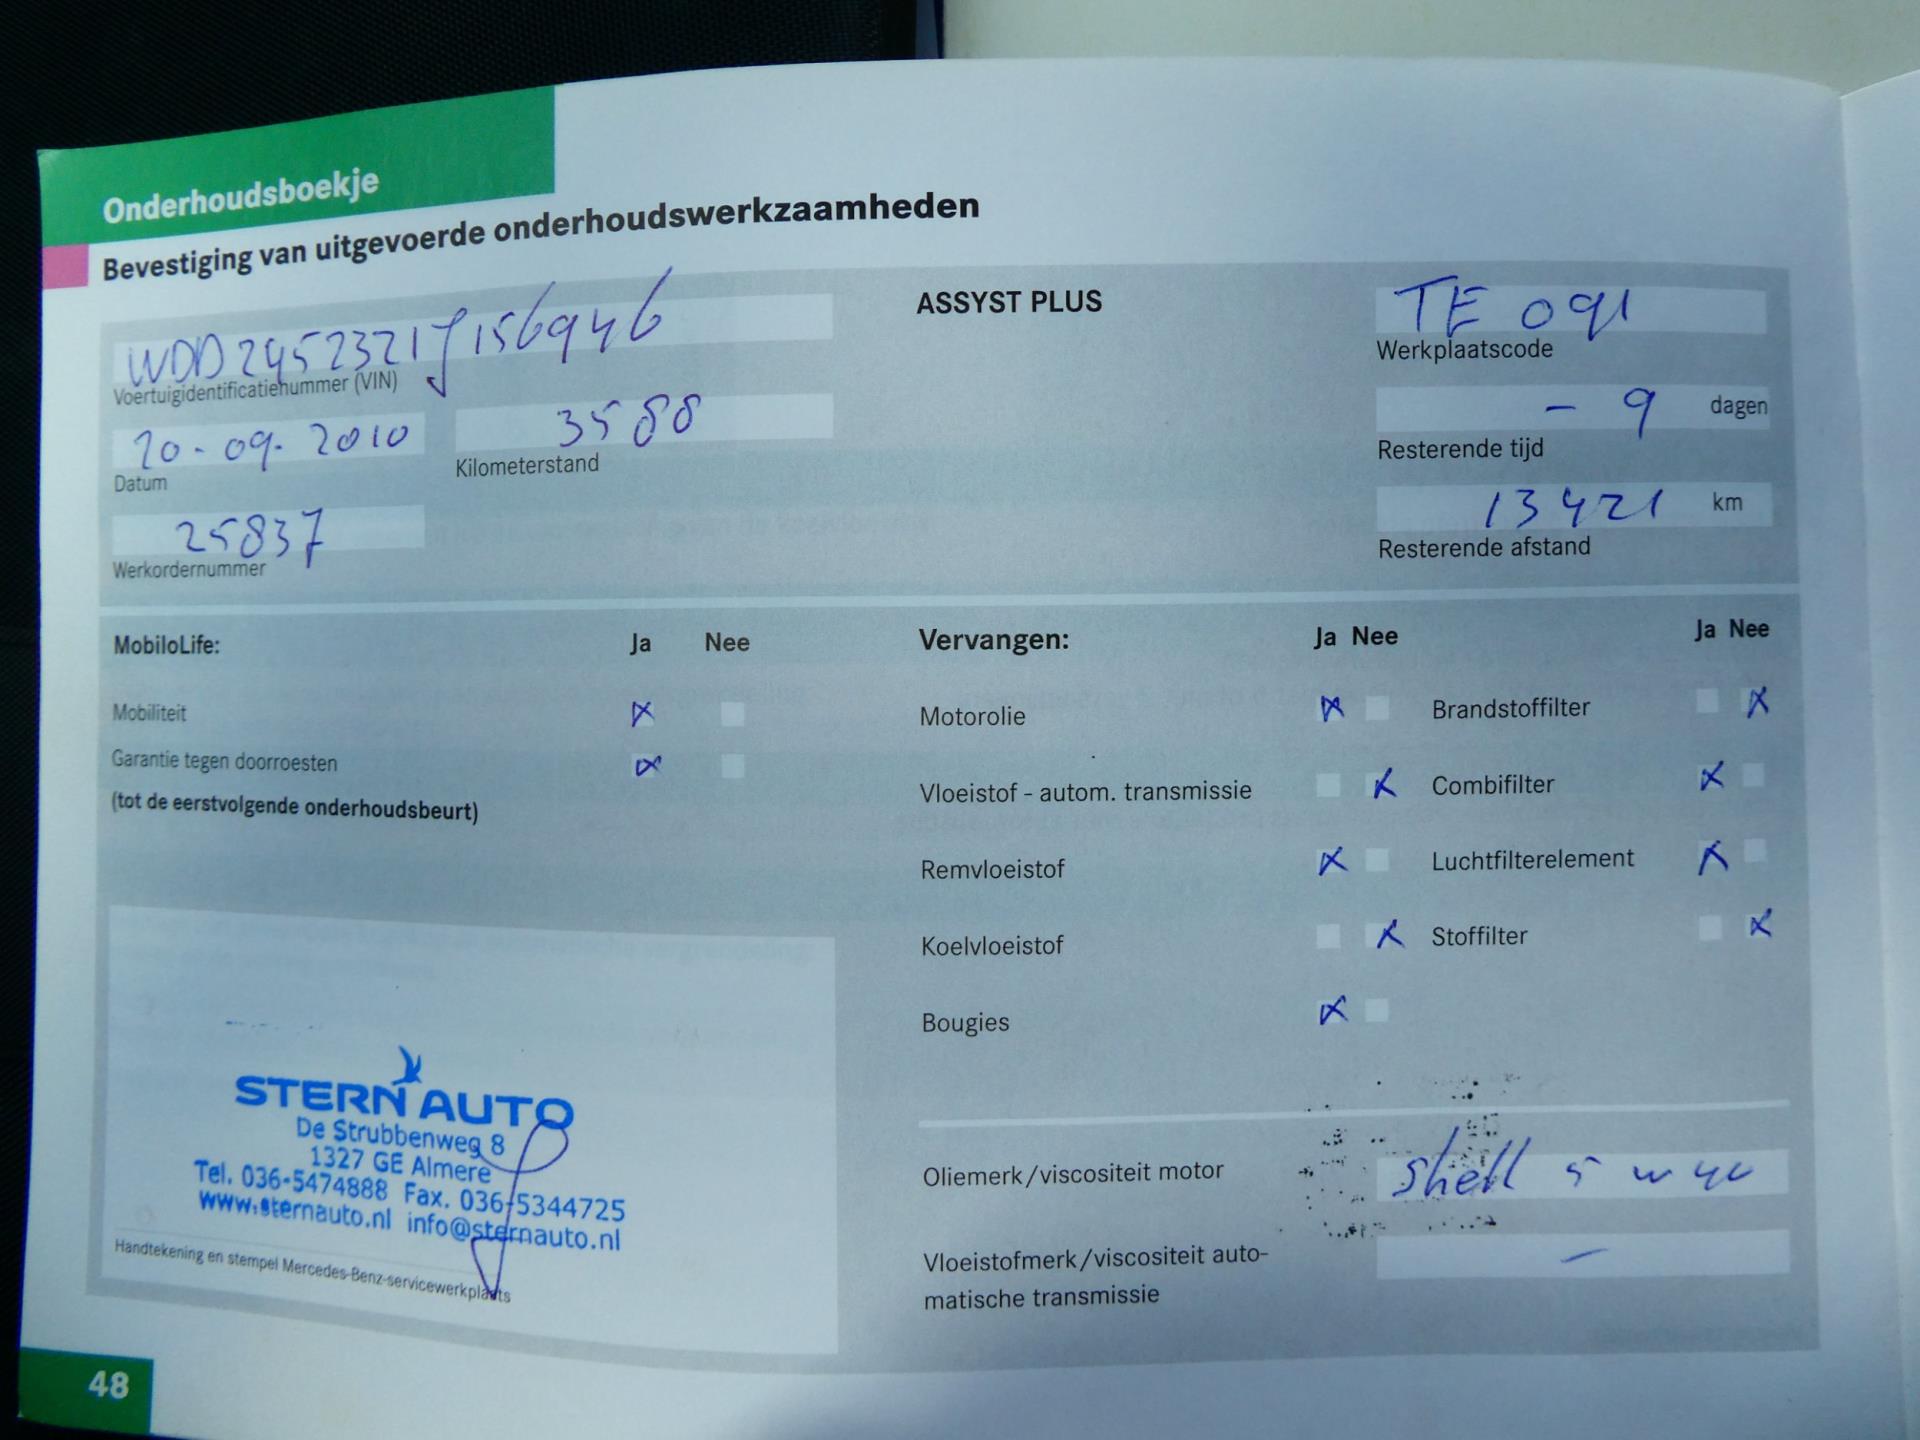 Onderhoudsboekje
Bevestiging van uitgevoerde onderhoudswerkzaamheden
WDD2452321J156946
Voertuigidentificatienummer (VIN)
20-09-2010
Datum
3588
Kilometerstand
25837
Werkordernummer
ASSYST PLUS
TE 091
Werkplaatscode
- 9 dagen
Resterende tijd
13421 km
Resterende afstand
MobiloLife: Ja Nee
Mobiliteit x
Garantie tegen doorroesten x
(tot de eerstvolgende onderhoudsbeurt)
Vervangen: Ja Nee Ja Nee
Motorolie x Brandstoffilter x
Vloeistof - autom. transmissie x Combifilter x
Remvloeistof x Luchtfilterelement x
Koelvloeistof x Stoffilter x
Bougies x
STERN AUTO
De Strubbenweg 8
1327 GE Almere
Tel. 036-5474888 Fax. 036-5344725
www.sternauto.nl info@sternauto.nl
Handtekening en stempel Mercedes-Benz-servicewerkplaats
Oliemerk/viscositeit motor Shell 5 w 40
Vloeistofmerk/viscositeit auto-
matische transmissie -
48